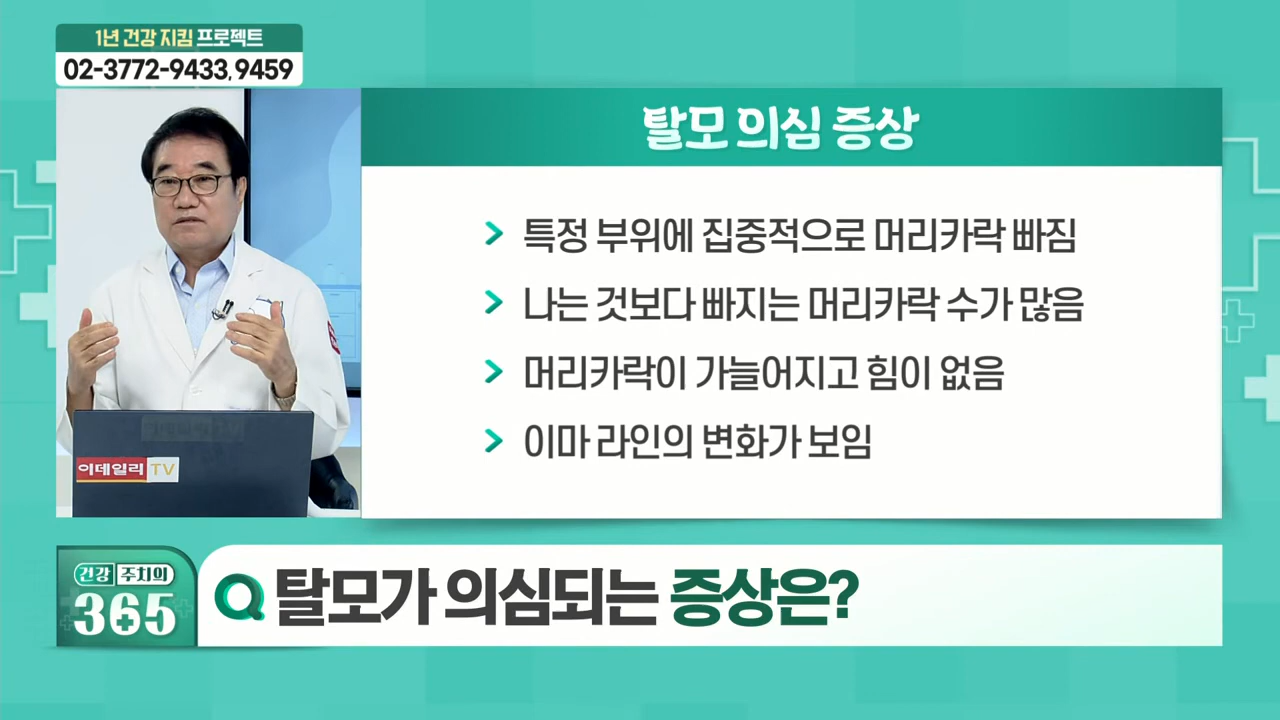 1년 건강 지킴 프로젝트
02-3772-9433, 9459
탈모 의심 증상
특정 부위에 집중적으로 머리카락 빠짐
나는 것보다 빠지는 머리카락 수가 많음
머리카락이 가늘어지고 힘이 없음
이마 라인의 변화가 보임
이데일리 TV
건강 주치의
365
Q 탈모가 의심되는 증상은?